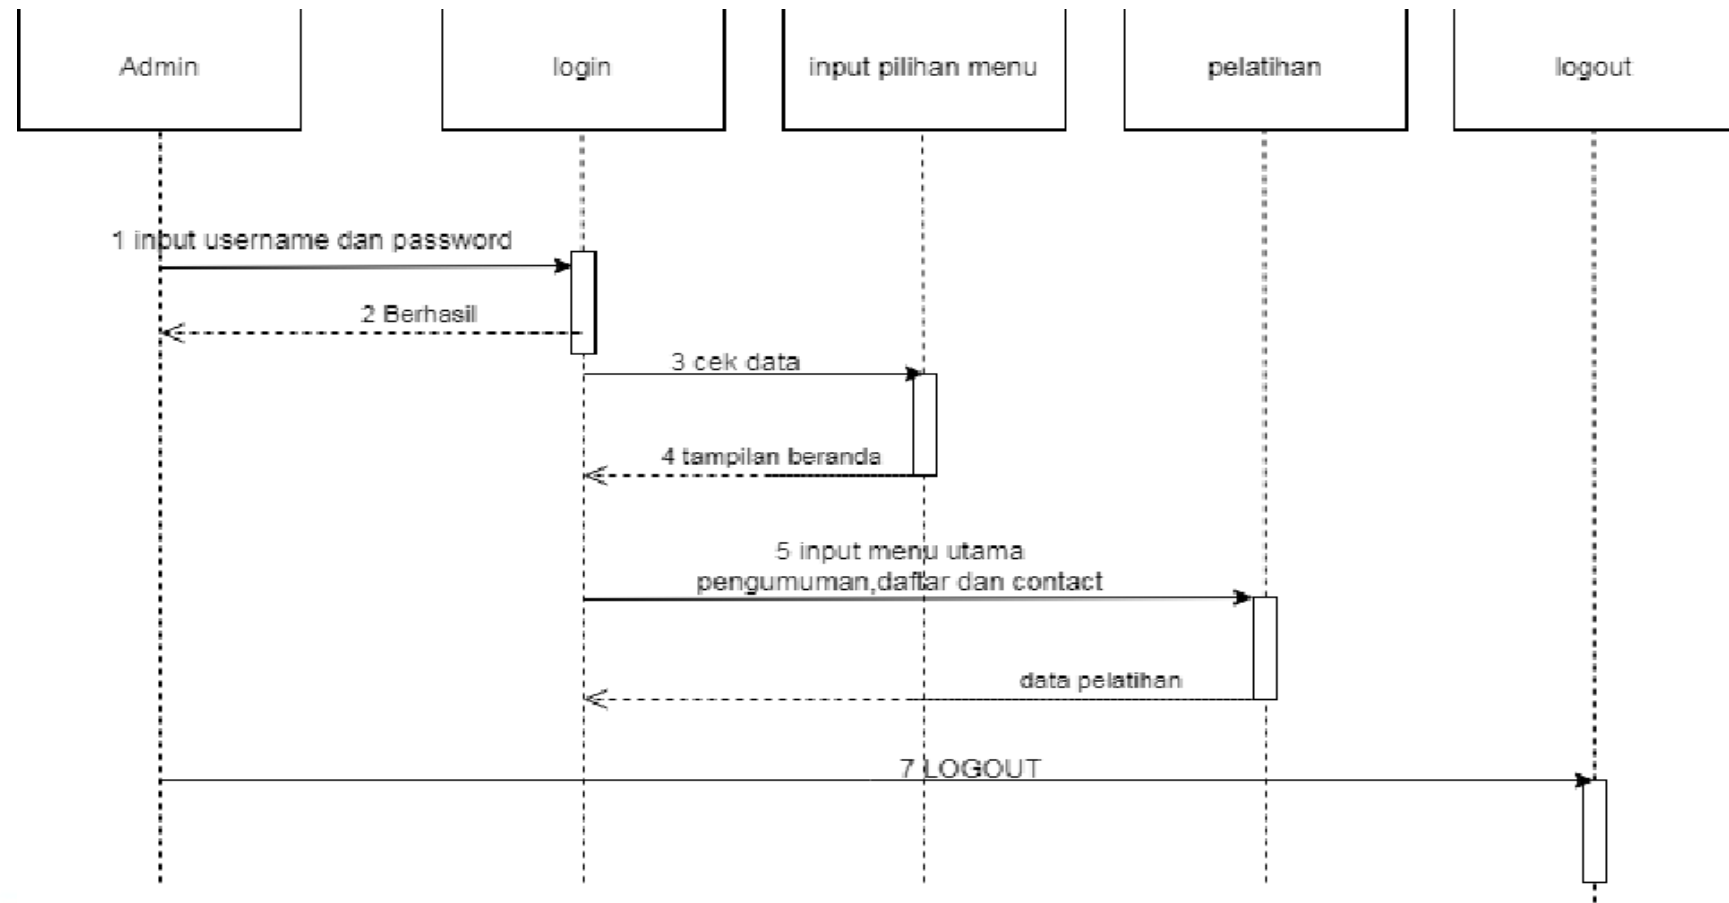 Admin
login
input pilihan menu
pelatihan
logout
1 input username dan password
2 Berhasil
3 cek data
4 tampilan beranda
5 input menu utama
pengumuman,daftar dan contact
data pelatihan
7 LOGOUT